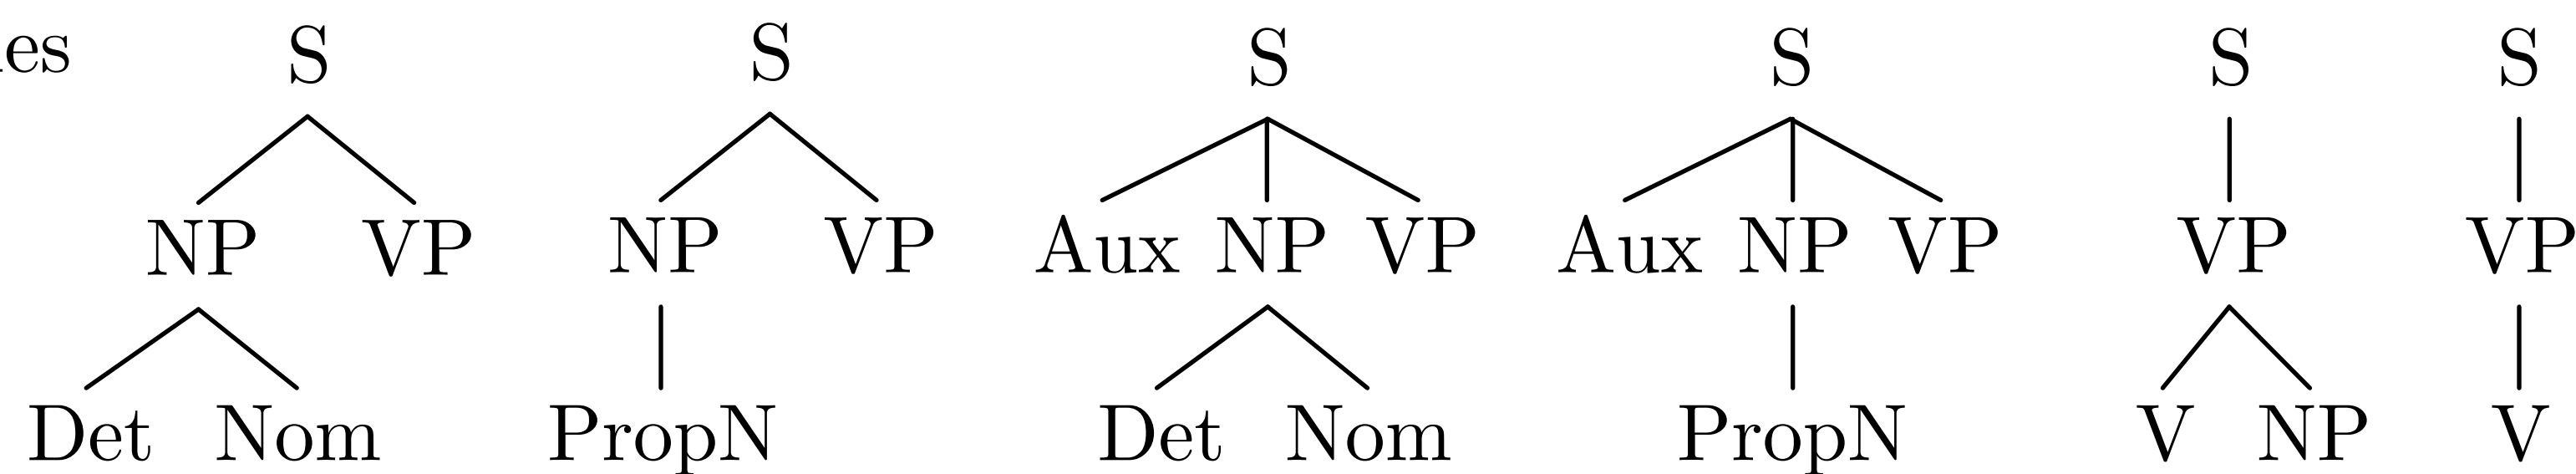 es S S S S S S
NP VP NP VP Aux NP VP Aux NP VP VP VP
Det Nom PropN Det Nom PropN V NP V